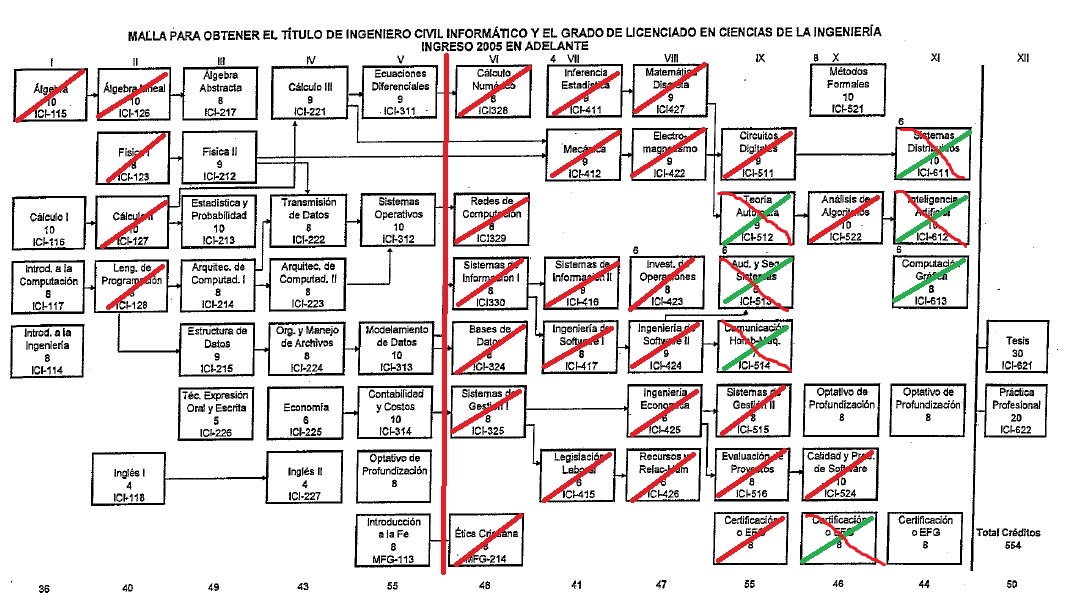 MALLA PARA OBTENER EL TÍTULO DE INGENIERO CIVIL INFORMÁTICO Y EL GRADO DE LICENCIADO EN CIENCIAS DE LA INGENIERÍA
INGRESO 2005 EN ADELANTE
I
II
III
IV
V
VI
4 VII
VIII
IX
8 X
XI
XII
Álgebra
10
ICI-115
Álgebra Lineal
10
ICI-126
Álgebra
Abstracta
8
ICI-217
Cálculo III
9
ICI-221
Ecuaciones
Diferenciales
9
ICI-311
Cálculo
Numérico
8
ICI328
Inferencia
Estadística
9
ICI-411
Matemática
Discreta
9
ICI427
Métodos
Formales
10
ICI-521
Física I
8
ICI-123
Física II
9
ICI-212
Mecánica
9
ICI-412
Electro-
magnetismo
9
ICI-422
Circuitos
Digitales
9
ICI-511
6
Sistemas
Distribuidos
10
ICI-611
Cálculo I
10
ICI-116
Cálculo II
10
ICI-127
Estadística y
Probabilidad
10
ICI-213
Transmisión
de Datos
8
ICI-222
Sistemas
Operativos
10
ICI-312
Redes de
Computación
8
ICI329
Teoría
Autómata
9
ICI-512
Análisis de
Algoritmos
10
ICI-522
Inteligencia
Artificial
10
ICI-612
Introd. a la
Computación
8
ICI-117
Leng. de
Programación
8
ICI-128
Arquitec. de
Computad. I
8
ICI-214
Arquitec. de
Computad. II
8
ICI-223
Sistemas de
Información I
8
ICI330
Sistemas de
Información II
8
ICI-416
6
Invest. de
Operaciones
8
ICI-423
6
Aud. y Seg.
Sistemas
8
ICI-513
6
Computación
Gráfica
8
ICI-613
Introd. a la
Ingeniería
8
ICI-114
Estructura de
Datos
9
ICI-215
Org. y Manejo
de Archivos
8
ICI-224
Modelamiento
de Datos
10
ICI-313
Bases de
Datos
8
ICI-324
Ingeniería de
Software I
8
ICI-417
Ingeniería de
Software II
9
ICI-424
Comunicación
Homb-Maq.
7
ICI-514
Tesis
30
ICI-621
Téc. Expresión
Oral y Escrita
5
ICI-226
Economía
6
ICI-225
Contabilidad
y Costos
10
ICI-314
Sistemas de
Gestión I
8
ICI-325
Ingeniería
Económica
6
ICI-425
Sistemas de
Gestión II
8
ICI-515
Optativo de
Profundización
8
Optativo de
Profundización
8
Práctica
Profesional
20
ICI-622
Inglés I
4
ICI-118
Inglés II
4
ICI-227
Optativo de
Profundización
8
Legislación
Laboral
6
ICI-415
Recursos y
Relac-Hum
6
ICI-426
Evaluación de
Proyectos
8
ICI-516
Calidad y Prod.
de Software
10
ICI-524
Introducción
a la Fe
8
MFG-113
Ética Cristiana
8
MFG-214
Certificación
o EFG
8
Certificación
o EFG
8
Certificación
o EFG
8
Total Créditos
554
36
40
49
43
55
48
41
47
55
46
44
50